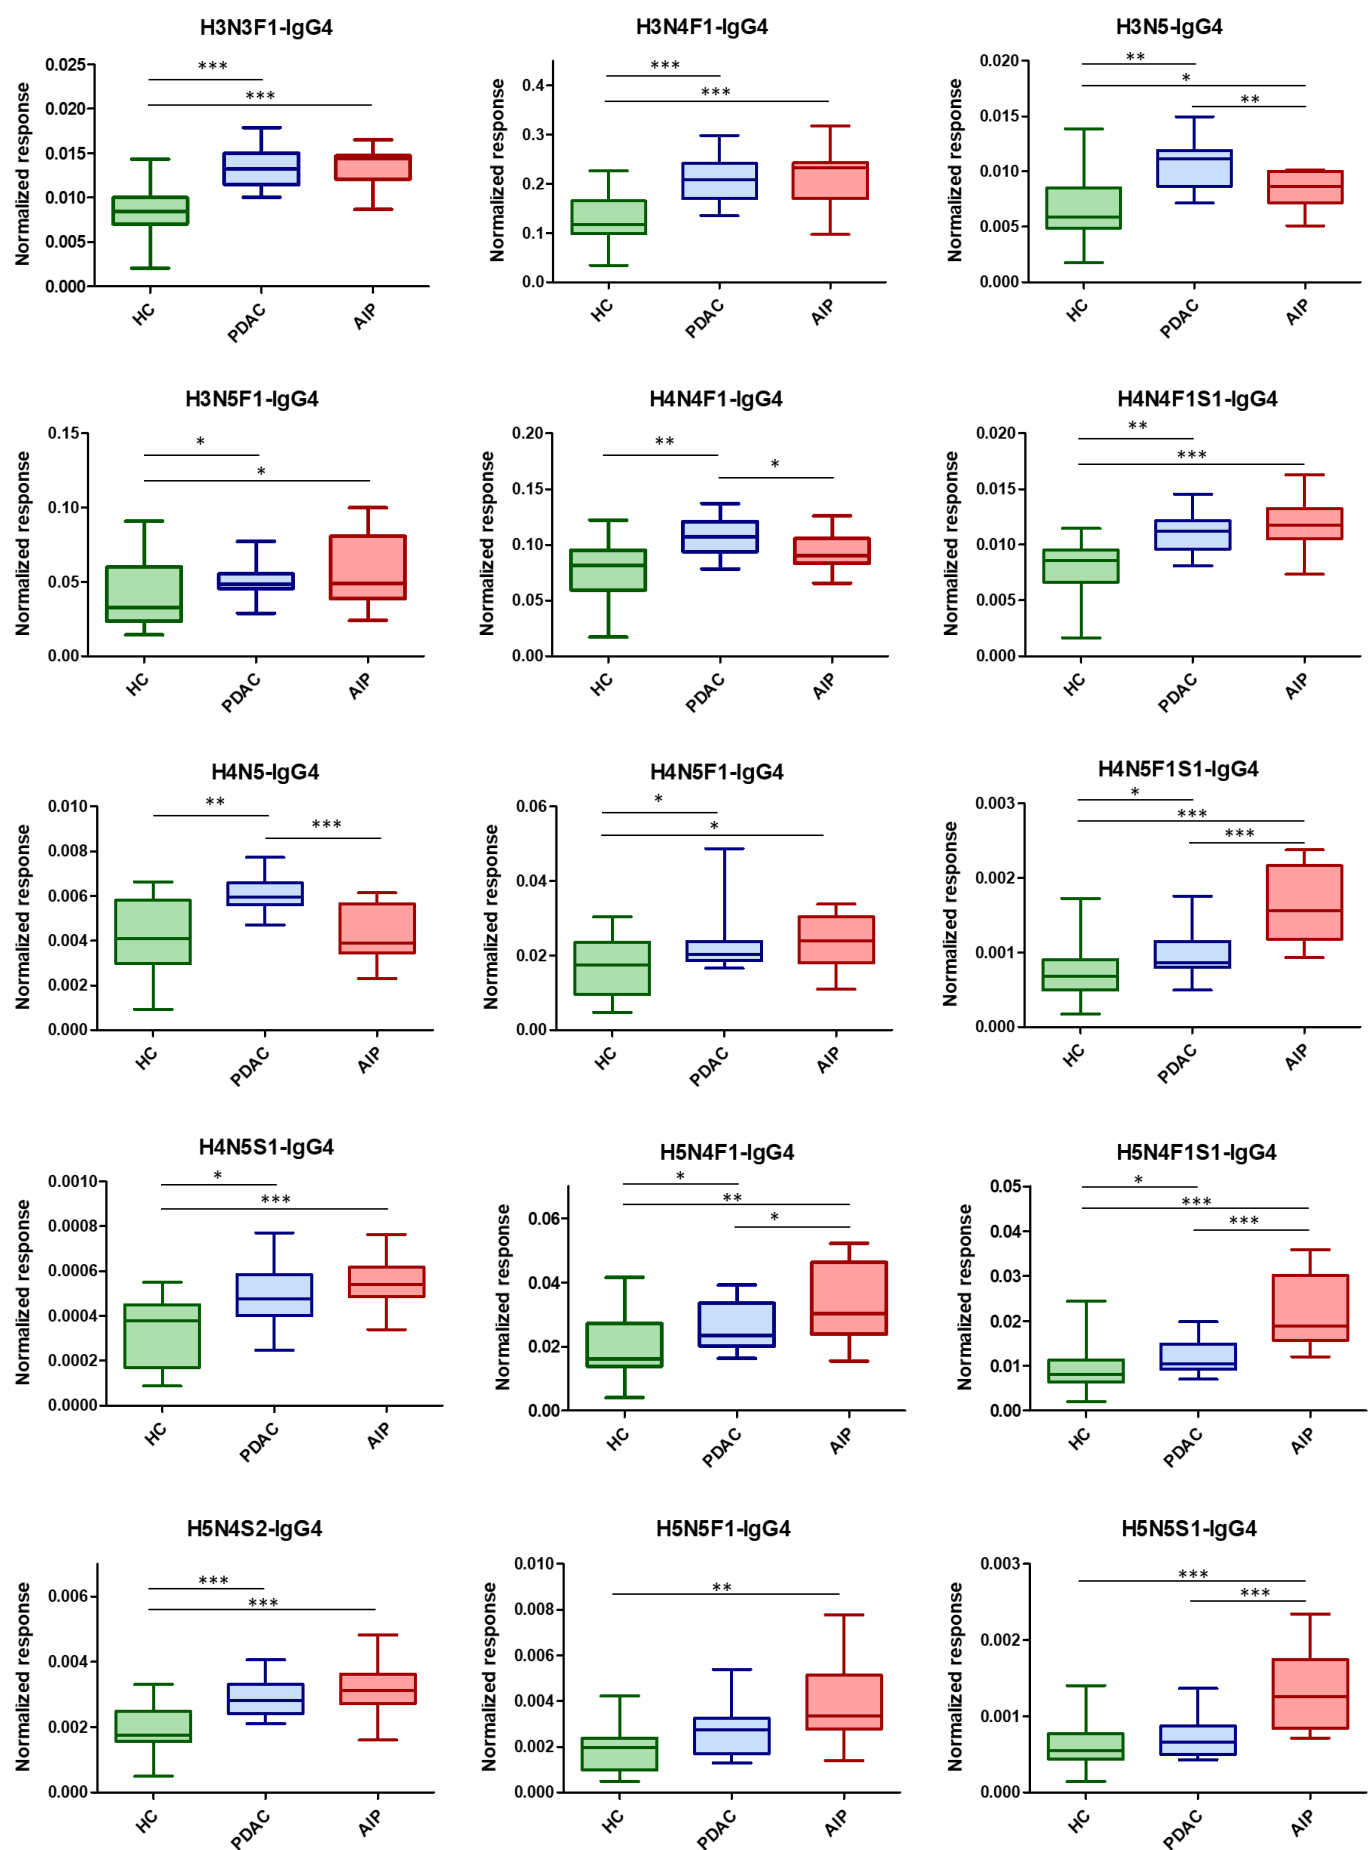 H3N3F1-IgG4
Normalized response
0.025
0.020
0.015
0.010
0.005
0.000
***
***
HC
PDAC
AIP
H3N4F1-IgG4
Normalized response
0.4
0.3
0.2
0.1
0.0
***
***
HC
PDAC
AIP
H3N5-IgG4
Normalized response
0.020
0.015
0.010
0.005
0.000
**
*
**
HC
PDAC
AIP
H3N5F1-IgG4
Normalized response
0.15
0.10
0.05
0.00
*
*
HC
PDAC
AIP
H4N4F1-IgG4
Normalized response
0.20
0.15
0.10
0.05
0.00
**
*
HC
PDAC
AIP
H4N4F1S1-IgG4
Normalized response
0.020
0.015
0.010
0.005
0.000
**
***
HC
PDAC
AIP
H4N5-IgG4
Normalized response
0.010
0.008
0.006
0.004
0.002
0.000
**
***
HC
PDAC
AIP
H4N5F1-IgG4
Normalized response
0.06
0.04
0.02
0.00
*
*
HC
PDAC
AIP
H4N5F1S1-IgG4
Normalized response
0.003
0.002
0.001
0.000
*
***
***
HC
PDAC
AIP
H4N5S1-IgG4
Normalized response
0.0010
0.0008
0.0006
0.0004
0.0002
0.0000
*
***
HC
PDAC
AIP
H5N4F1-IgG4
Normalized response
0.06
0.04
0.02
0.00
*
**
*
HC
PDAC
AIP
H5N4F1S1-IgG4
Normalized response
0.05
0.04
0.03
0.02
0.01
0.00
*
***
***
HC
PDAC
AIP
H5N4S2-IgG4
Normalized response
0.006
0.004
0.002
0.000
***
***
HC
PDAC
AIP
H5N5F1-IgG4
Normalized response
0.010
0.008
0.006
0.004
0.002
0.000
**
HC
PDAC
AIP
H5N5S1-IgG4
Normalized response
0.003
0.002
0.001
0.000
***
***
HC
PDAC
AIP